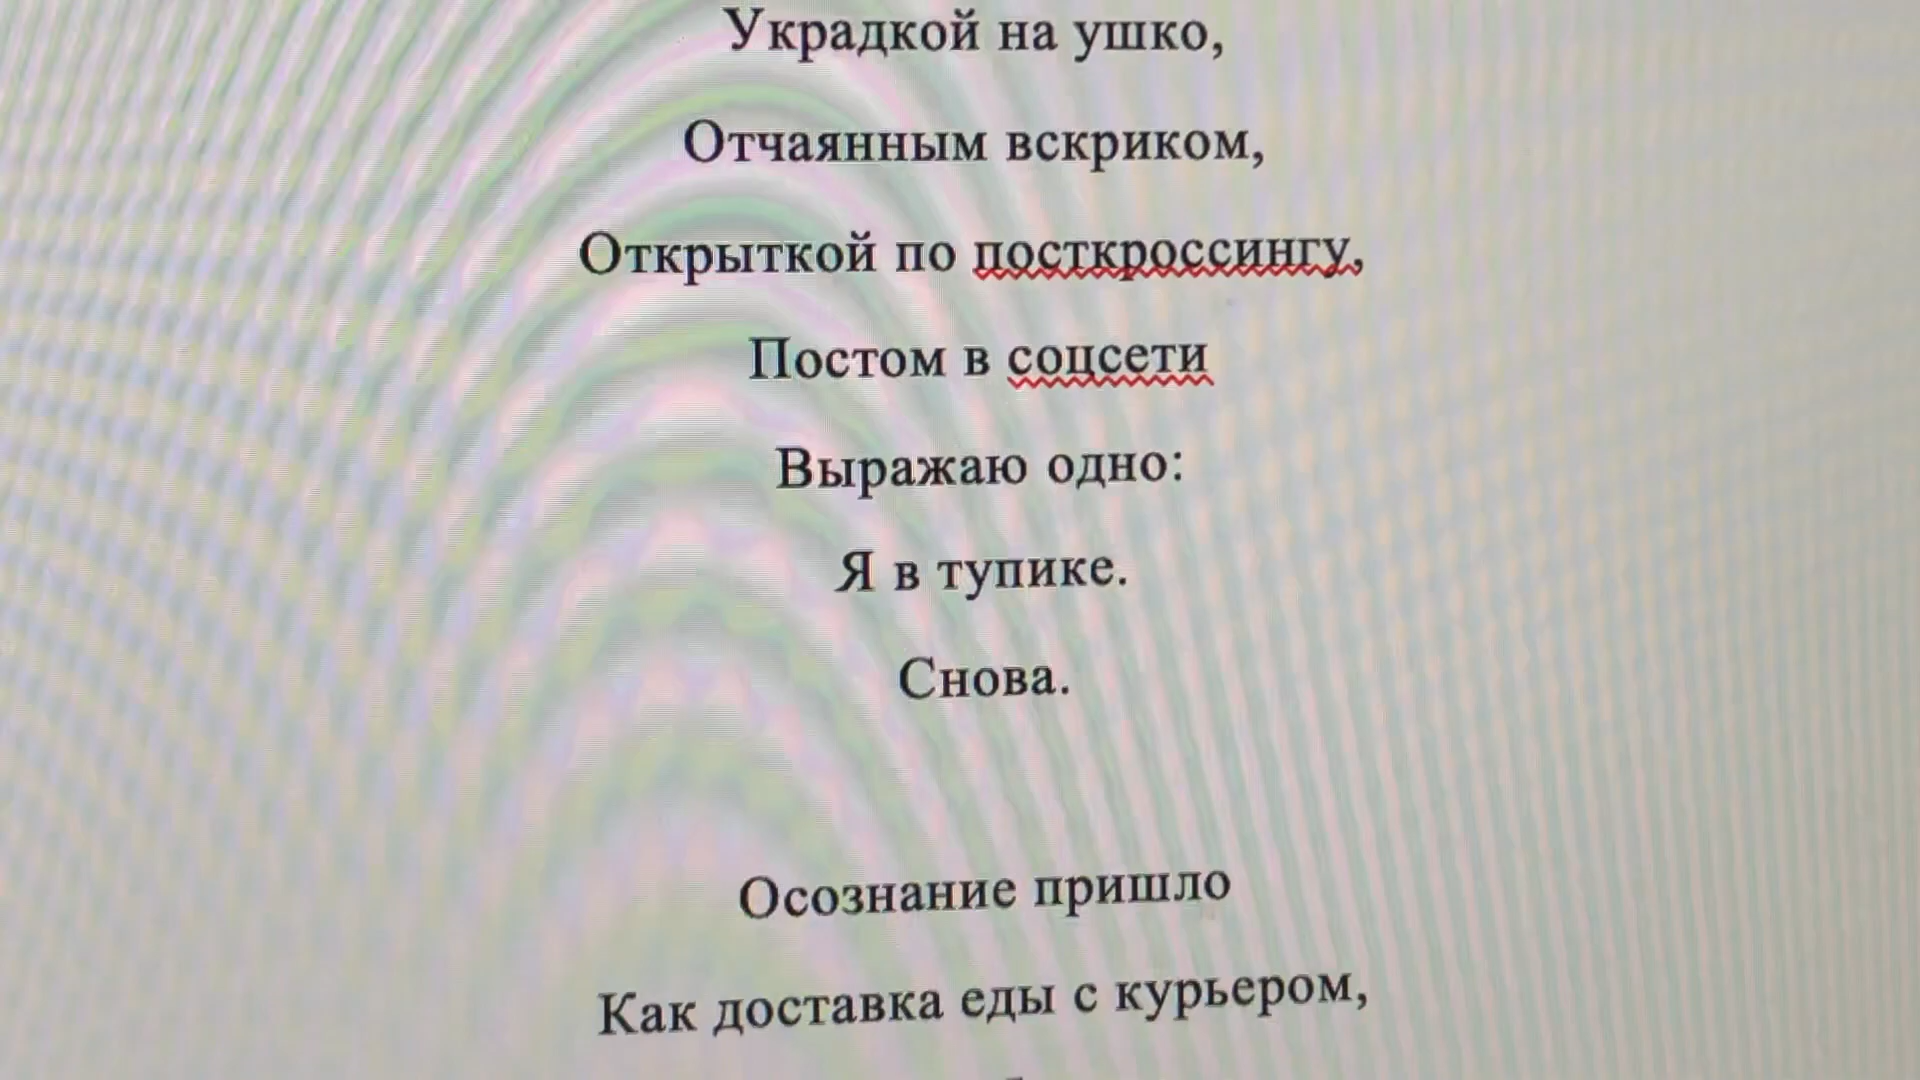 Украдкой на ушко,
Отчаянным вскриком,
Открыткой по посткроссингу,
Постом в соцсети
Выражаю одно:
Я в тупике.
Снова.
Осознание пришло
Как доставка еды с курьером,